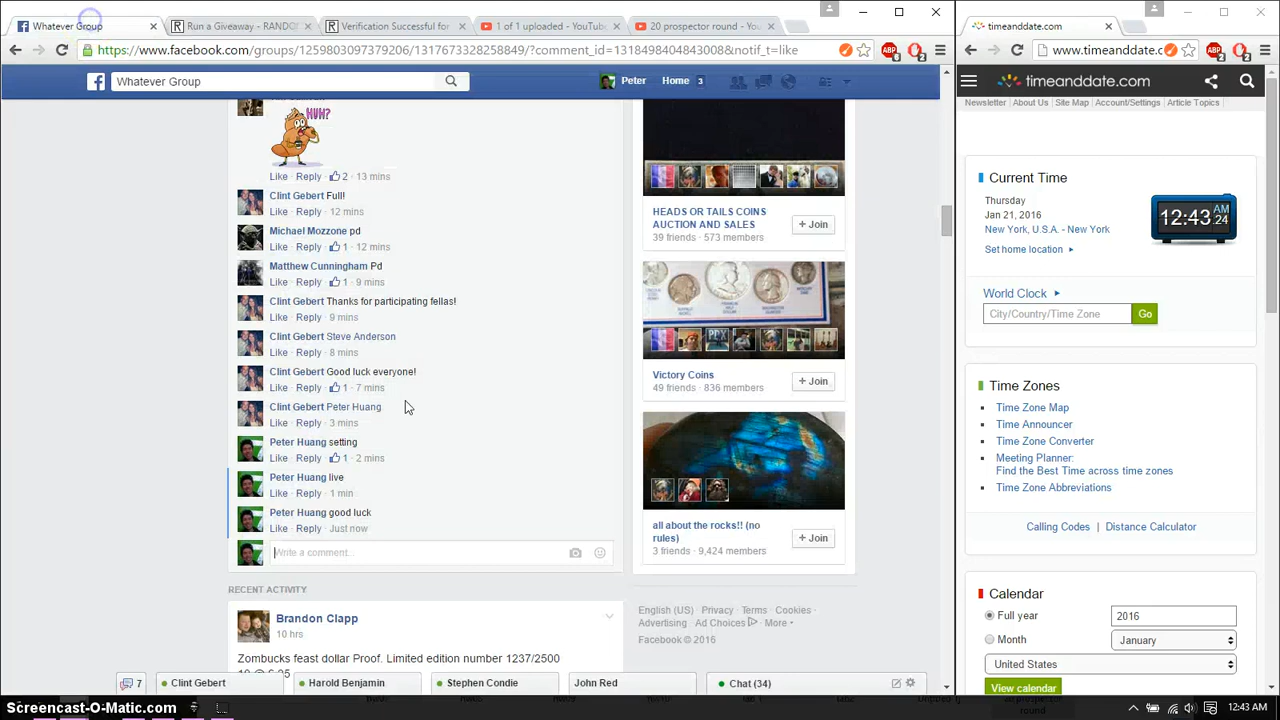 Whatever Group
Run a Giveaway - RANDO
Verification Successful for
1 of 1 uploaded - YouTube
20 prospector round - You
timeanddate.com
https://www.facebook.com/groups/1259803097379206/1317673328258849/?comment_id=1318498404843008&notif_t=like
www.timeanddate.c
Whatever Group
Peter
Home 3
timeanddate.com
Newsletter | About Us | Site Map | Account/Settings | Article Topics
HUH?
Like · Reply · 2 · 13 mins
Clint Gebert Full!
Like · Reply · 12 mins
Michael Mozzone pd
Like · Reply · 1 · 12 mins
Matthew Cunningham Pd
Like · Reply · 1 · 9 mins
Clint Gebert Thanks for participating fellas!
Like · Reply · 9 mins
Clint Gebert Steve Anderson
Like · Reply · 8 mins
Clint Gebert Good luck everyone!
Like · Reply · 1 · 7 mins
Clint Gebert Peter Huang
Like · Reply · 3 mins
Peter Huang setting
Like · Reply · 1 · 2 mins
Peter Huang live
Like · Reply · 1 min
Peter Huang good luck
Like · Reply · Just now
Write a comment...
RECENT ACTIVITY
Brandon Clapp
10 hrs
Zombucks feast dollar Proof. Limited edition number 1237/2500
HEADS OR TAILS COINS
AUCTION AND SALES
39 friends · 573 members
+ Join
Victory Coins
49 friends · 836 members
+ Join
all about the rocks!! (no
rules)
3 friends · 9,424 members
+ Join
English (US) · Privacy · Terms · Cookies ·
Advertising · Ad Choices · More
Facebook © 2016
7
Clint Gebert
Harold Benjamin
Stephen Condie
John Red
Chat (34)
Current Time
Thursday
Jan 21, 2016
New York, U.S.A. - New York
Set home location
12:43 AM 24
World Clock
City/Country/Time Zone
Go
Time Zones
Time Zone Map
Time Announcer
Time Zone Converter
Meeting Planner:
Find the Best Time across time zones
Time Zone Abbreviations
Calling Codes | Distance Calculator
Calendar
Full year
2016
Month
January
United States
View calendar
Screencast-O-Matic.com
round
12:43 AM